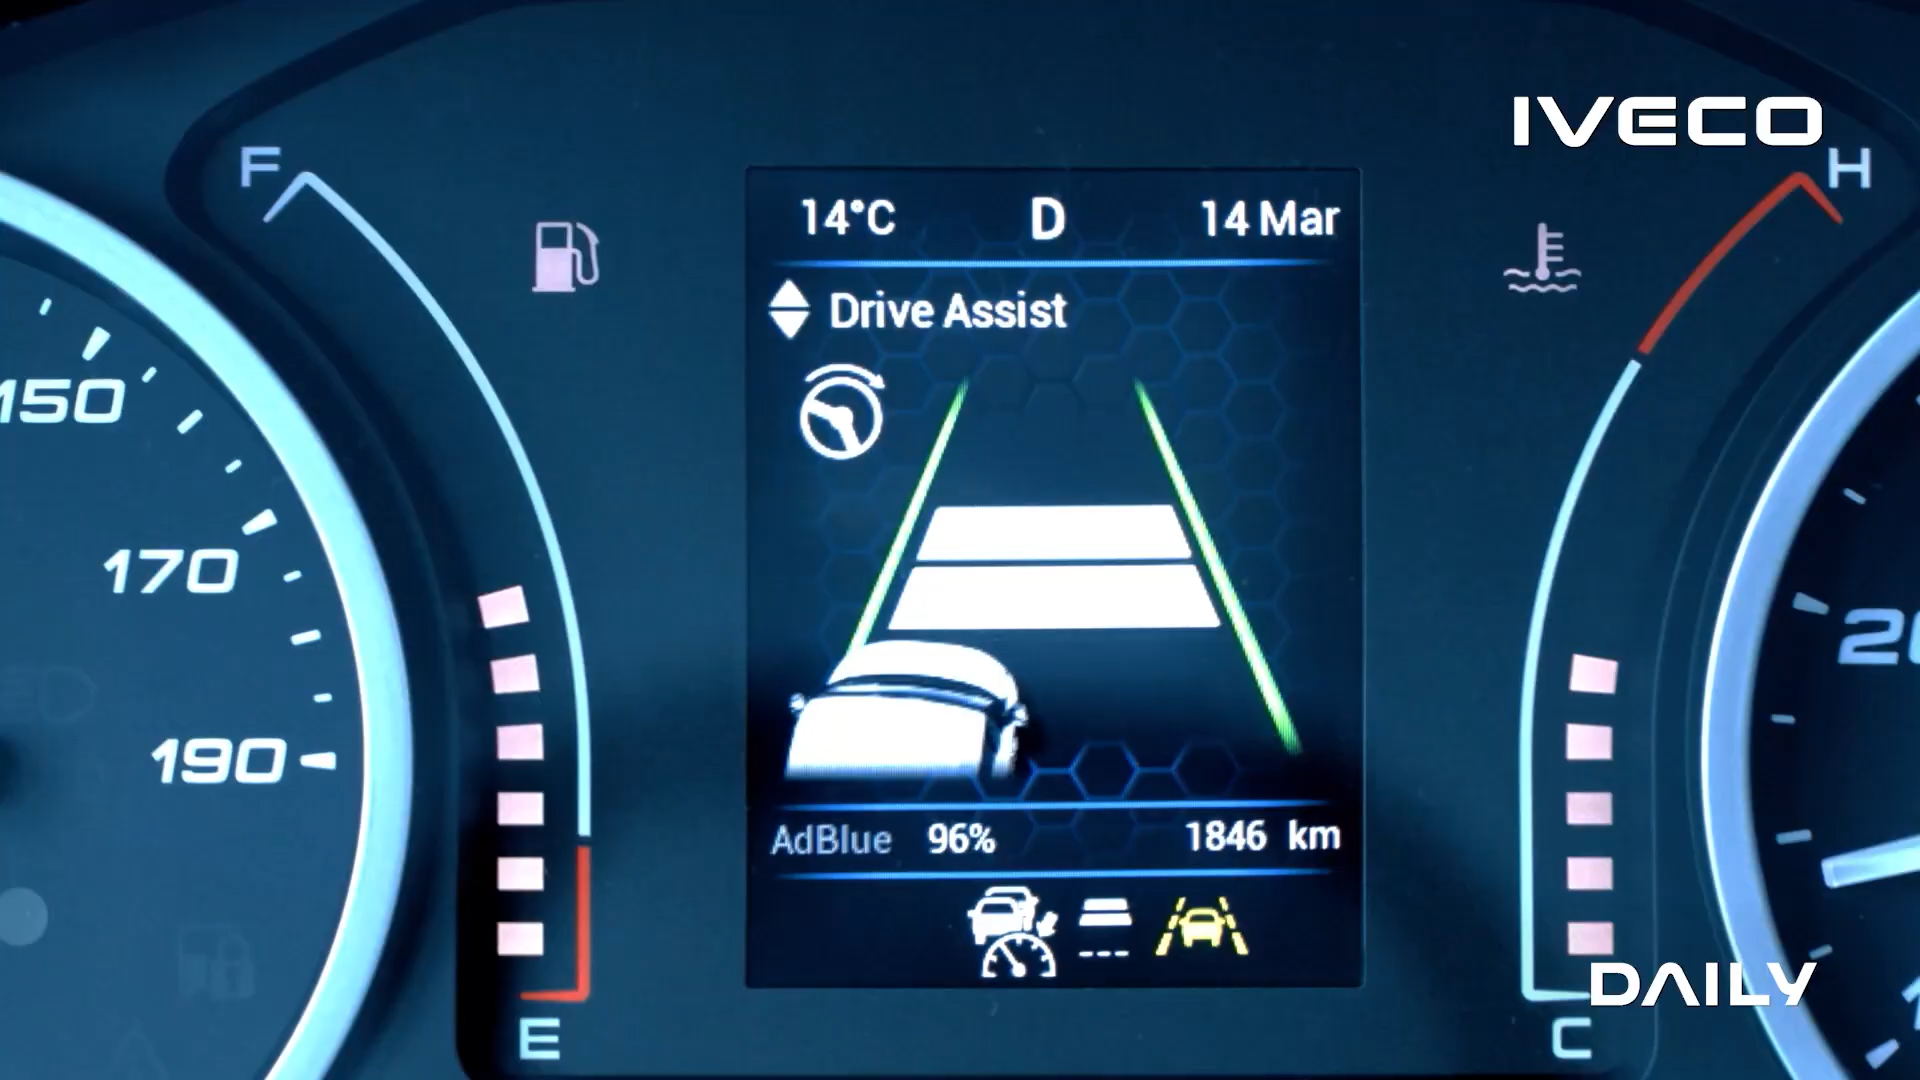 IVECO
F
H
14°C D 14 Mar
Drive Assist
150
170
190
AdBlue 96% 1846 km
DAILY
E
C